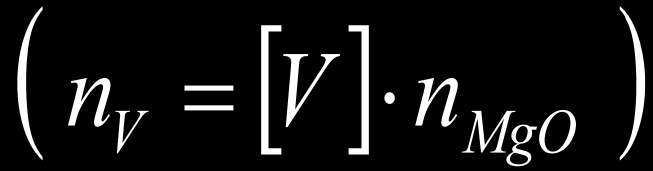 ( n_V = [V] · n_MgO )